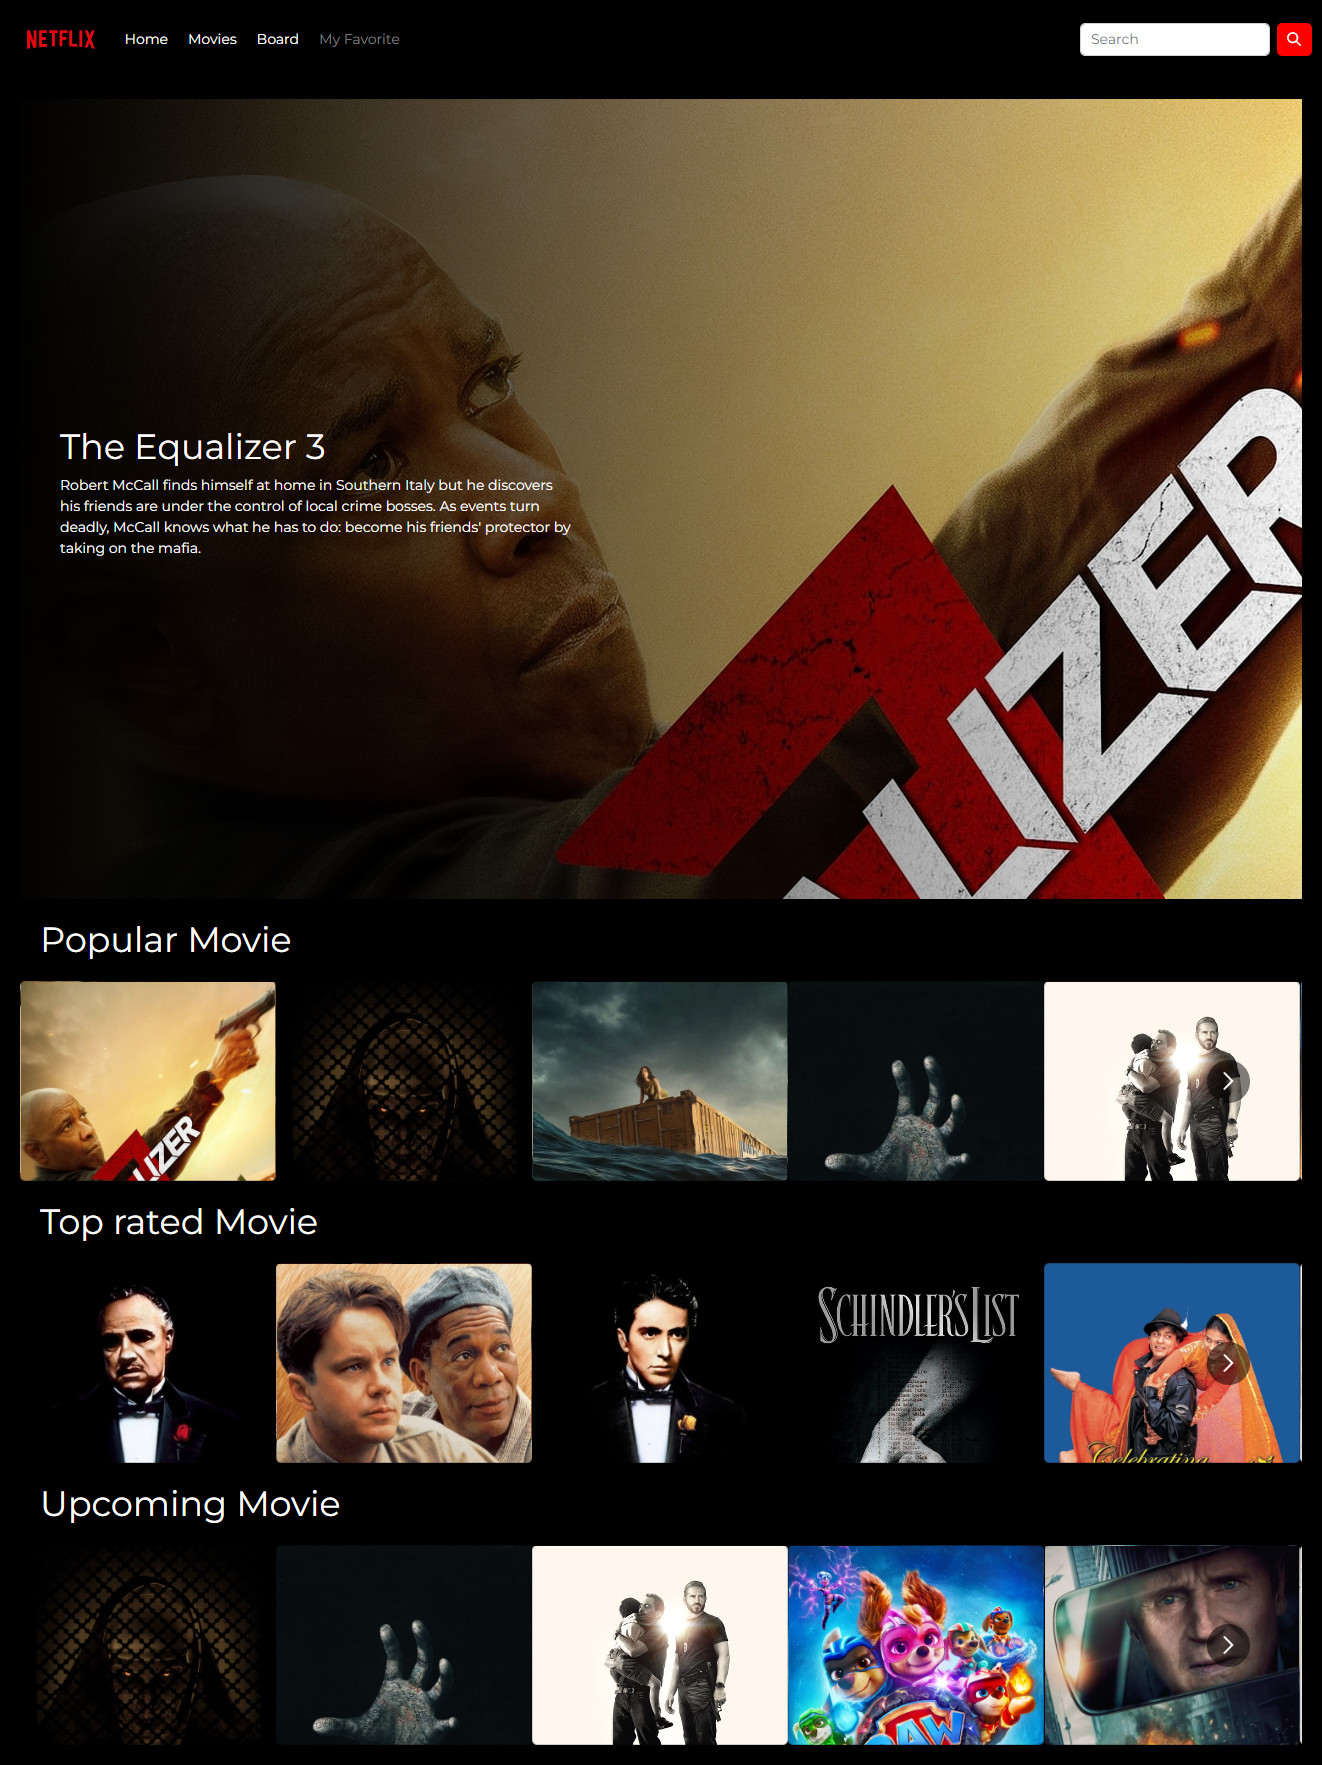 NETFLIX
Home
Movies
Board
My Favorite
Search
LIZER
The Equalizer 3
Robert McCall finds himself at home in Southern Italy but he discovers
his friends are under the control of local crime bosses. As events turn
deadly, McCall knows what he has to do: become his friends' protector by
taking on the mafia.
Popular Movie
LIZER
Top rated Movie
SCHINDLER'S LIST
Celebrating
Upcoming Movie
PAW